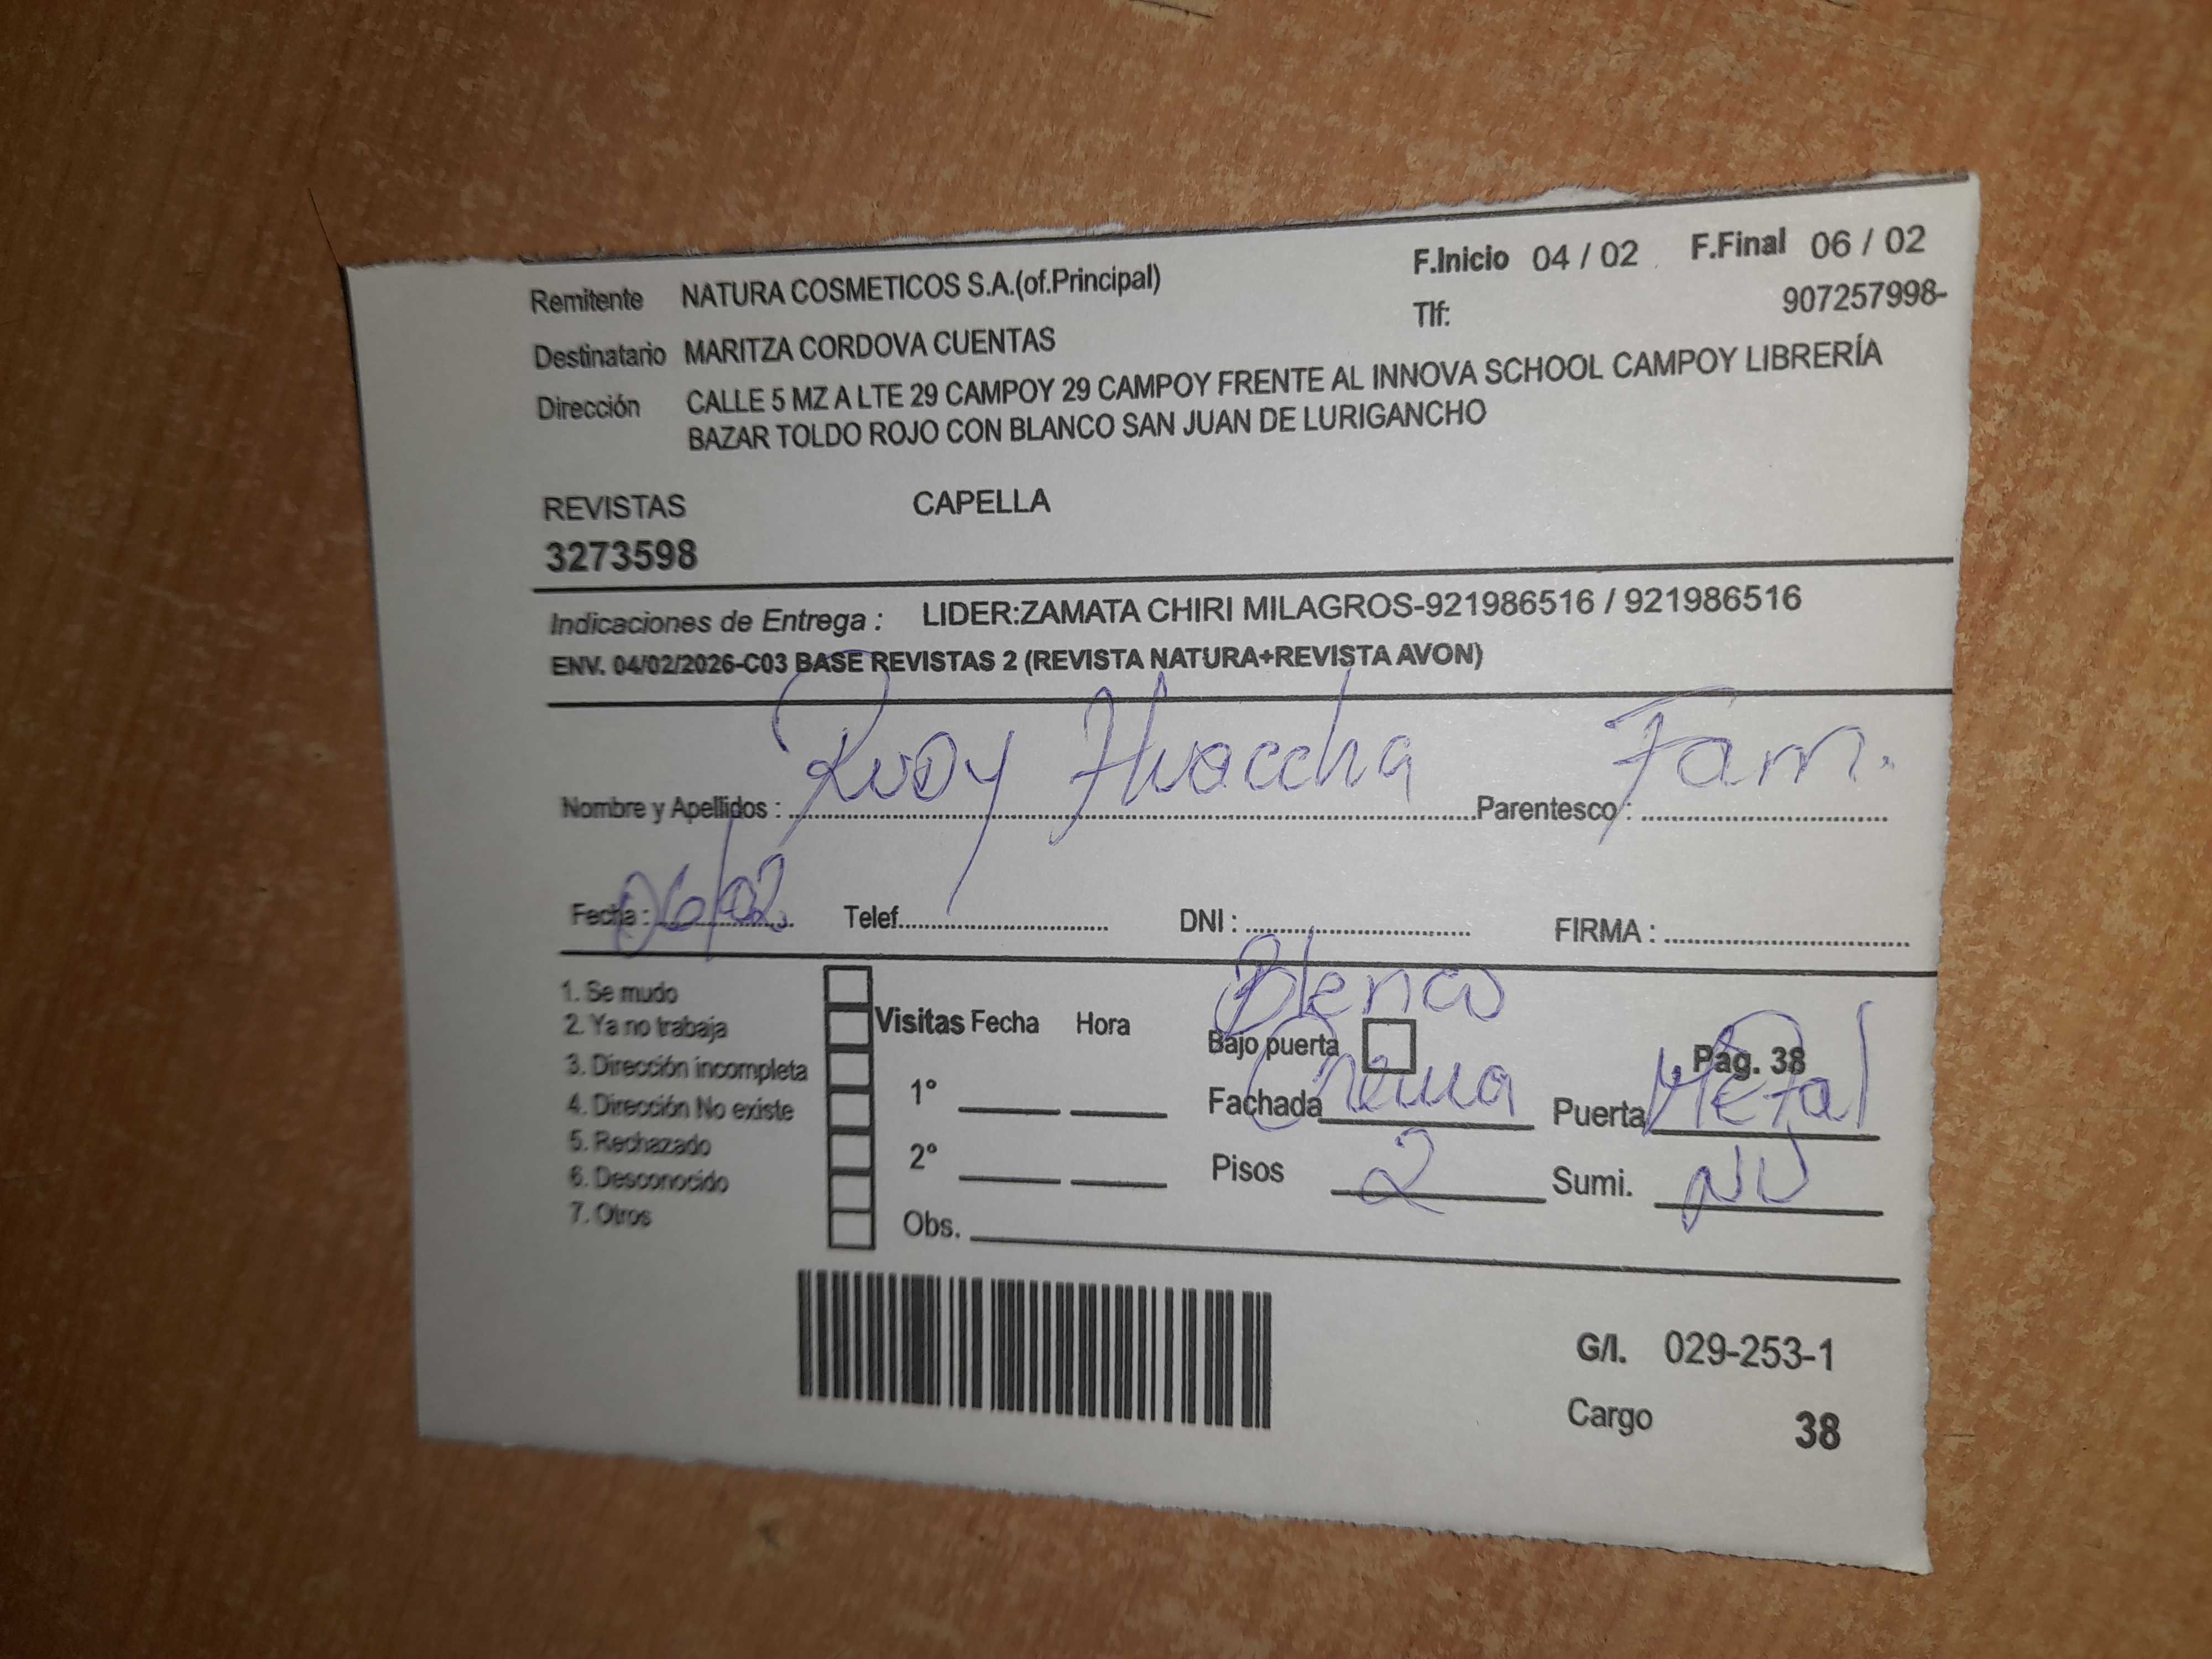 F.Inicio 04 / 02 F.Final 06 / 02
Remitente NATURA COSMETICOS S.A.(of.Principal) Tlf: 907257998-
Destinatario MARITZA CORDOVA CUENTAS
Dirección CALLE 5 MZ A LTE 29 CAMPOY 29 CAMPOY FRENTE AL INNOVA SCHOOL CAMPOY LIBRERÍA
BAZAR TOLDO ROJO CON BLANCO SAN JUAN DE LURIGANCHO
REVISTAS CAPELLA
3273598
Indicaciones de Entrega : LIDER:ZAMATA CHIRI MILAGROS-921986516 / 921986516
ENV. 04/02/2026-C03 BASE REVISTAS 2 (REVISTA NATURA+REVISTA AVON)
Nombre y Apellidos : Rudy Huaccha Parentesco : Fam.
Fecha : 06/02 Telef. DNI : FIRMA :
1. Se mudo
2. Ya no trabaja
3. Dirección incompleta
4. Dirección No existe
5. Rechazado
6. Desconocido
7. Otros
Visitas Fecha Hora
1°
2°
Obs.
Blanco
Bajo puerta Pag. 38
Fachada Crema Puerta Metal
Pisos 2 Sumi. NV
G/I. 029-253-1
Cargo 38